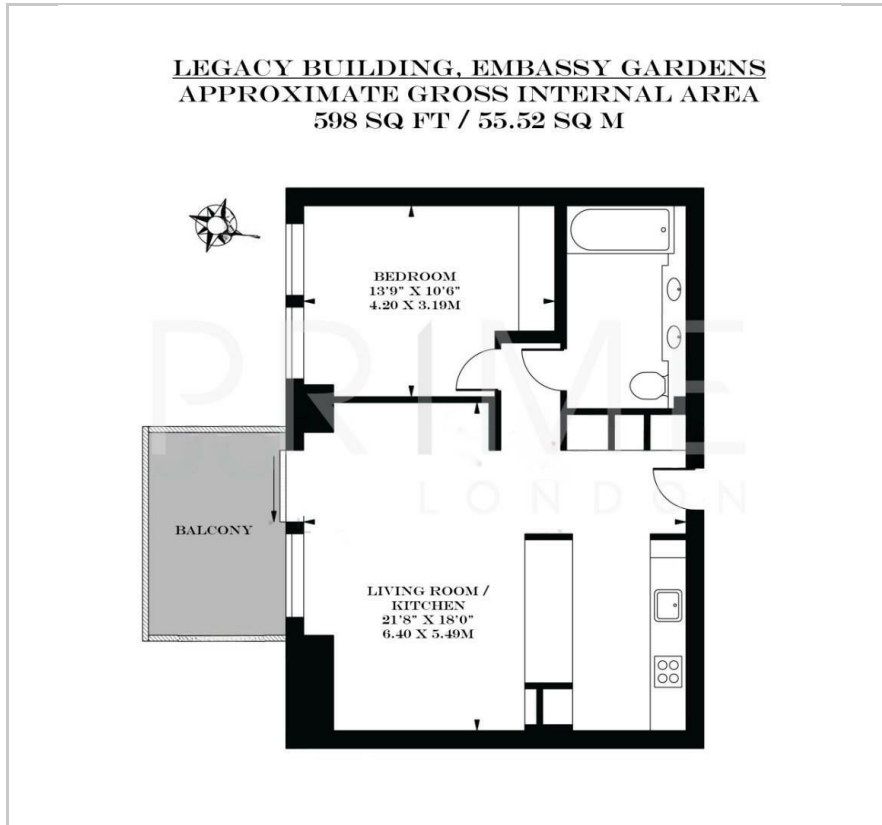 LEGACY BUILDING, EMBASSY GARDENS
APPROXIMATE GROSS INTERNAL AREA
598 SQ FT / 55.52 SQ M
BEDROOM
13'9" X 10'6"
4.20 X 3.19M
PRIME
LONDON
BALCONY
LIVING ROOM /
KITCHEN
21'8" X 18'0"
6.40 X 5.49M